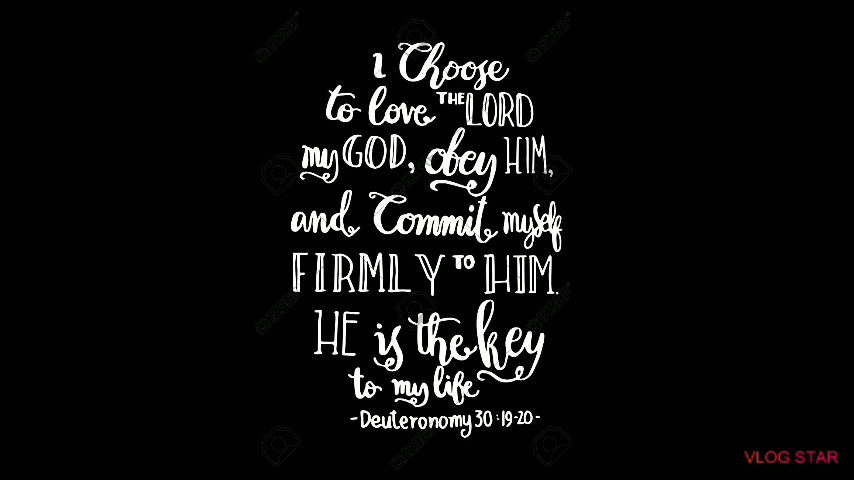 I Choose
to love THE LORD
my GOD, obey HIM,
and Commit myself
FIRMLY TO HIM.
HE is the key
to my life
-Deuteronomy 30:19-20-
VLOG STAR